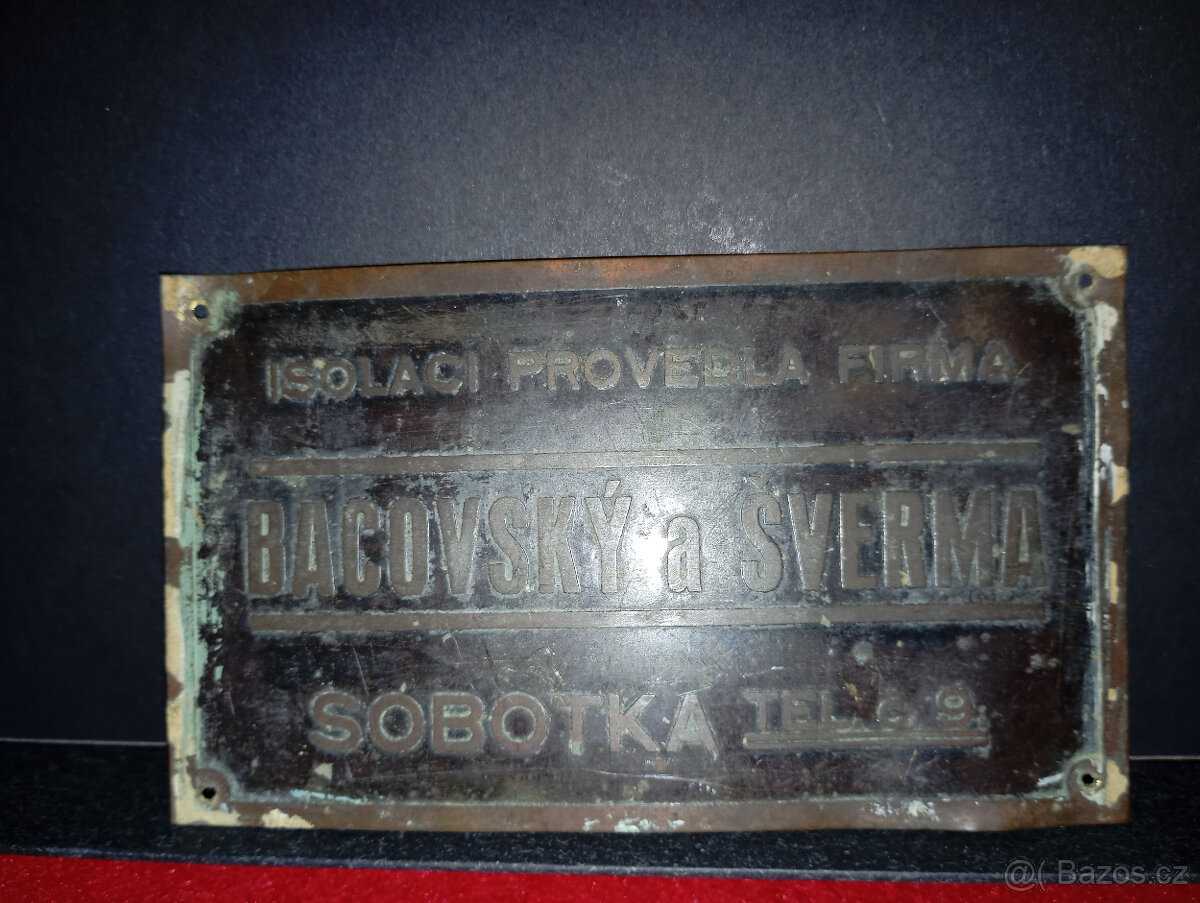 ISOLACI PROVEDLA FIRMA
BACOVSKÝ a ŠVERMA
SOBOTKA TEL. č. 9.
@( Bazos.cz